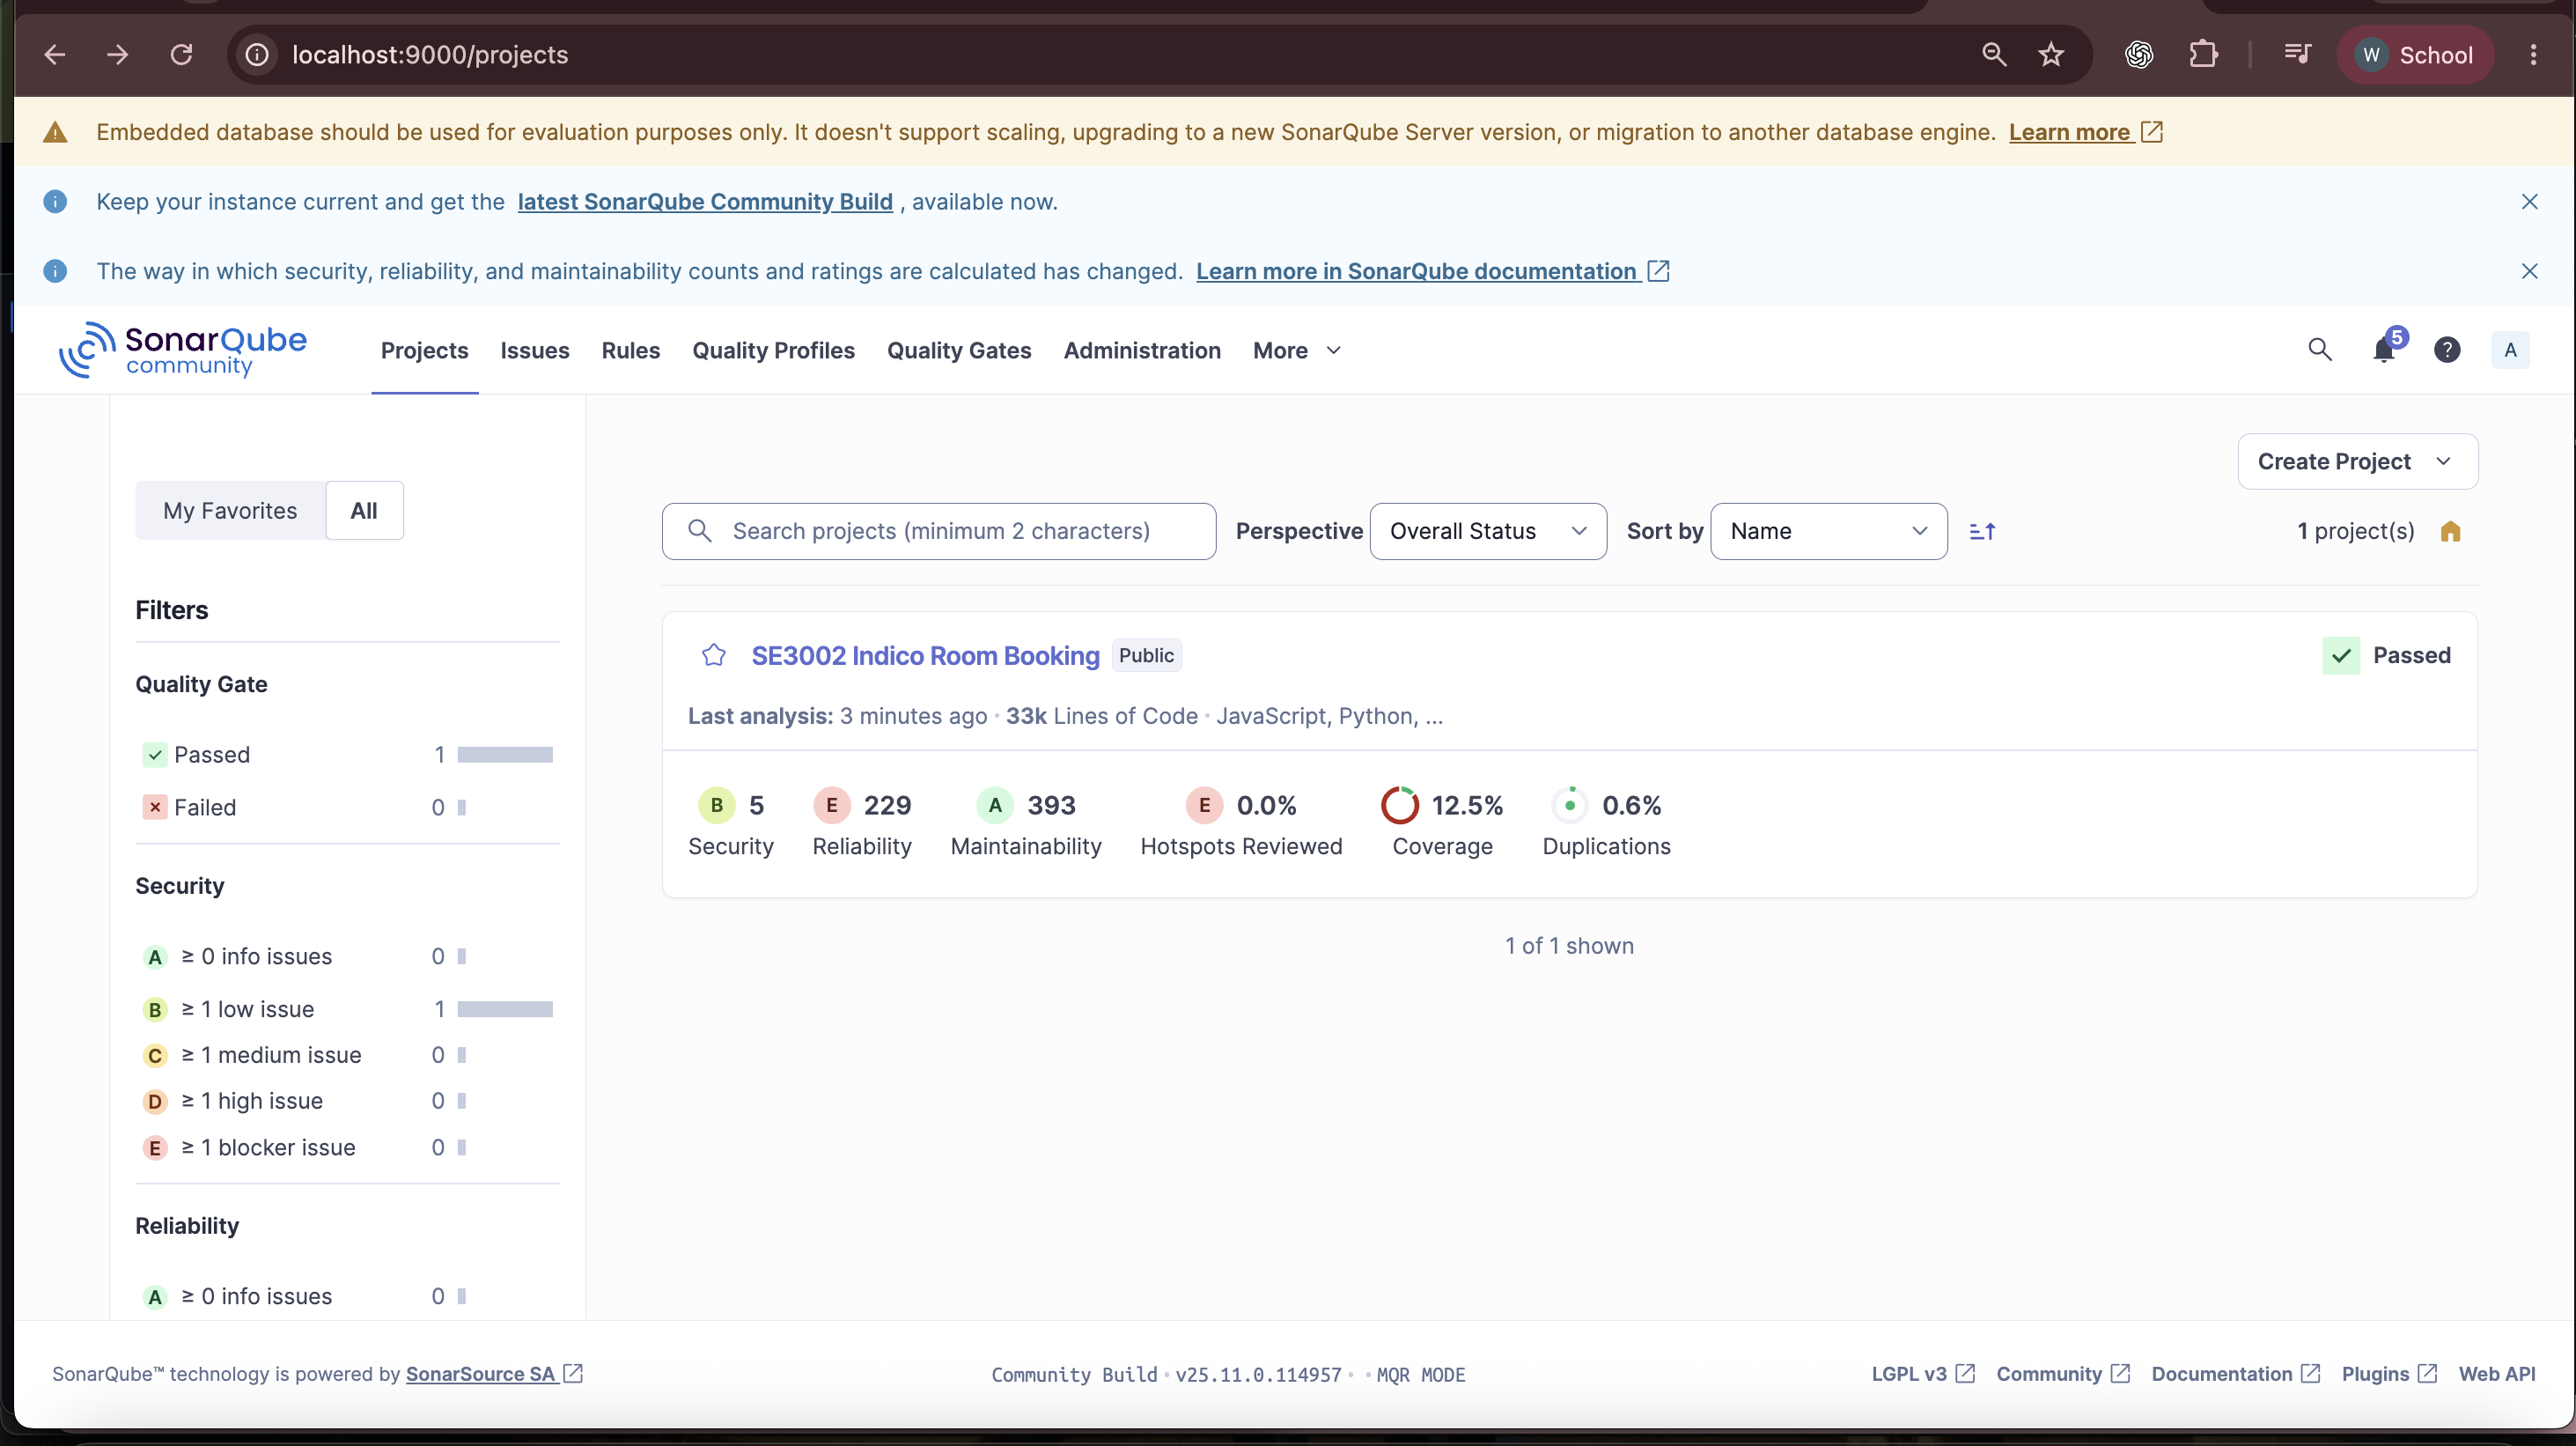 localhost:9000/projects
W School
Embedded database should be used for evaluation purposes only. It doesn't support scaling, upgrading to a new SonarQube Server version, or migration to another database engine. Learn more
Keep your instance current and get the latest SonarQube Community Build , available now.
The way in which security, reliability, and maintainability counts and ratings are calculated has changed. Learn more in SonarQube documentation
SonarQube community
Projects Issues Rules Quality Profiles Quality Gates Administration More
5 ? A
My Favorites All
Filters
Quality Gate
Passed 1
Failed 0
Security
A ≥ 0 info issues 0
B ≥ 1 low issue 1
C ≥ 1 medium issue 0
D ≥ 1 high issue 0
E ≥ 1 blocker issue 0
Reliability
A ≥ 0 info issues 0
Create Project
Search projects (minimum 2 characters) Perspective Overall Status Sort by Name 1 project(s)
SE3002 Indico Room Booking Public Passed
Last analysis: 3 minutes ago · 33k Lines of Code · JavaScript, Python, ...
B 5 E 229 A 393 E 0.0% 12.5% 0.6%
Security Reliability Maintainability Hotspots Reviewed Coverage Duplications
1 of 1 shown
SonarQube™ technology is powered by SonarSource SA
Community Build · v25.11.0.114957 · · MQR MODE
LGPL v3 Community Documentation Plugins Web API